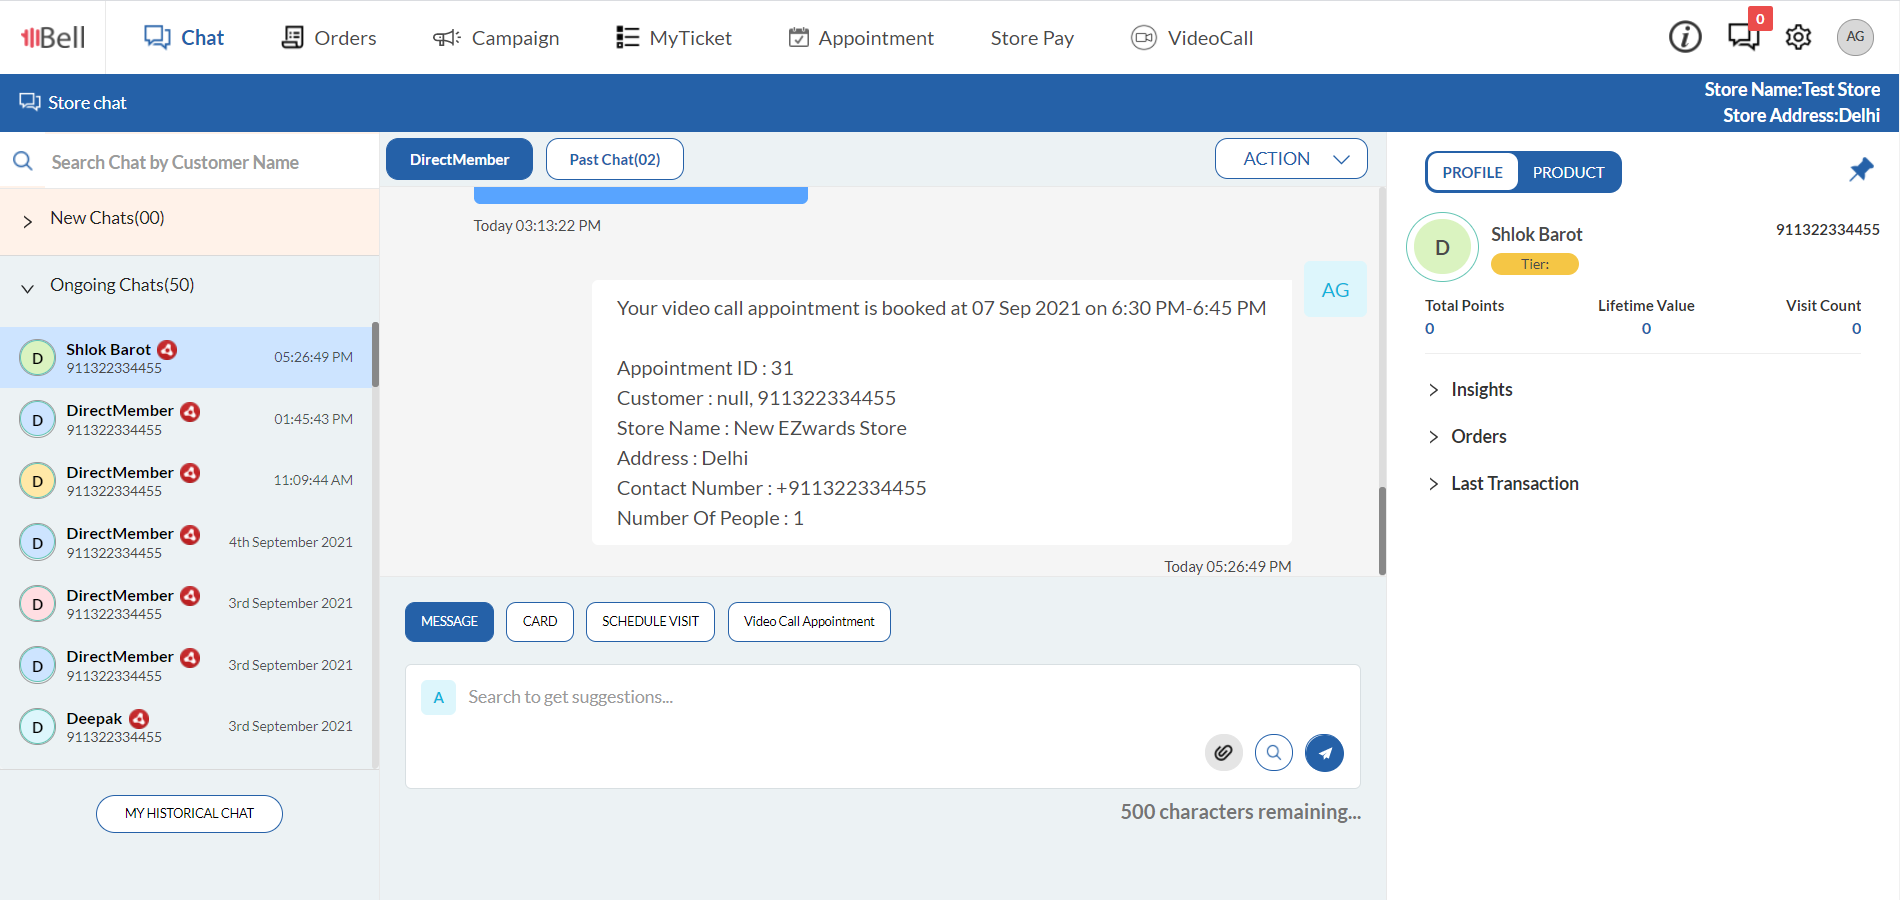 Bell
Chat
Orders
Campaign
MyTicket
Appointment
Store Pay
VideoCall
0
AG
Store chat
Store Name:Test Store
Store Address:Delhi
Search Chat by Customer Name
New Chats(00)
Ongoing Chats(50)
D
Shlok Barot
911322334455
05:26:49 PM
D
DirectMember
911322334455
01:45:43 PM
D
DirectMember
911322334455
11:09:44 AM
D
DirectMember
911322334455
4th September 2021
D
DirectMember
911322334455
3rd September 2021
D
DirectMember
911322334455
3rd September 2021
D
Deepak
911322334455
3rd September 2021
MY HISTORICAL CHAT
DirectMember
Past Chat(02)
ACTION
Today 03:13:22 PM
AG
Your video call appointment is booked at 07 Sep 2021 on 6:30 PM-6:45 PM
Appointment ID : 31
Customer : null, 911322334455
Store Name : New EZwards Store
Address : Delhi
Contact Number : +911322334455
Number Of People : 1
Today 05:26:49 PM
MESSAGE
CARD
SCHEDULE VISIT
Video Call Appointment
A
Search to get suggestions...
500 characters remaining...
PROFILE
PRODUCT
D
Shlok Barot
911322334455
Tier:
Total Points
0
Lifetime Value
0
Visit Count
0
Insights
Orders
Last Transaction